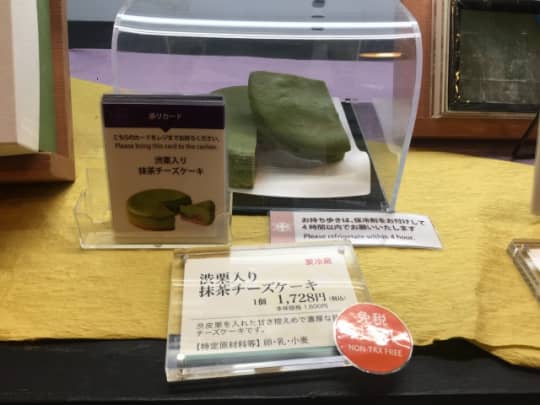 承りカード
こちらのカードをレジまでお持ちください。
Please bring this card to the cashier.
渋栗入り
抹茶チーズケーキ
お持ち歩きは、保冷剤をお付けして
4時間以内でお願いいたします
Please refrigerate within 4 hour.
要冷蔵
渋栗入り
抹茶チーズケーキ
1個 1,728円(税込)
本体価格 1,600円
渋皮栗を入れた甘さ控えめで濃厚な
チーズケーキです。
【特定原材料等】卵・乳・小麦
免税
NON-TAX FREE